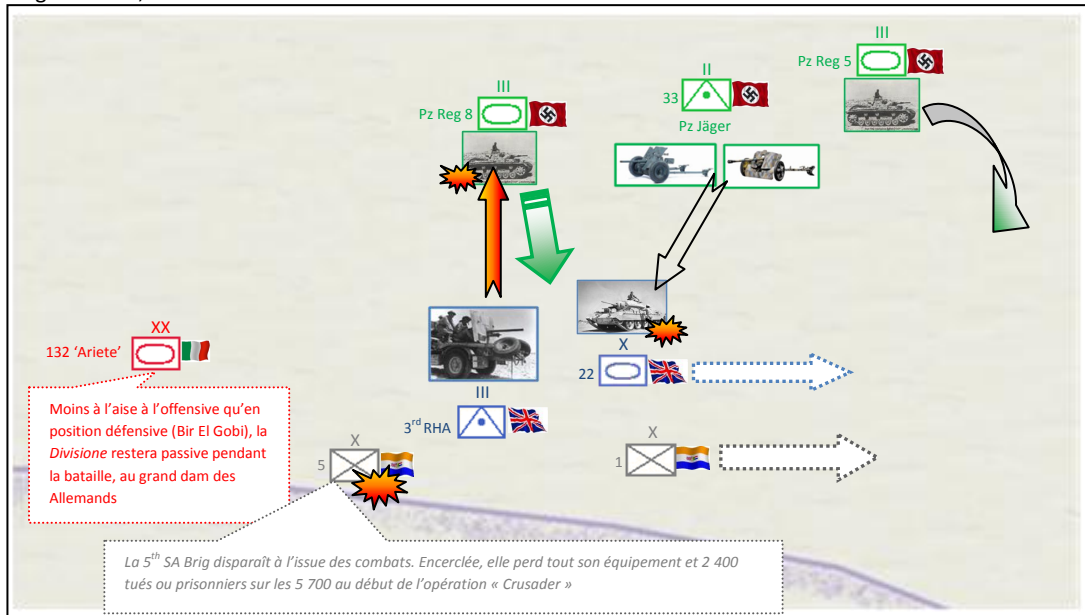 III
Pz Reg 5
III
Pz Reg 8
II
33
Pz Jäger
XX
132 ‘Ariete’
X
22
III
3rd RHA
X
5
X
1
Moins à l’aise à l’offensive qu’en
position défensive (Bir El Gobi), la
Divisione restera passive pendant
la bataille, au grand dam des
Allemands
La 5th SA Brig disparaît à l’issue des combats. Encerclée, elle perd tout son équipement et 2 400
tués ou prisonniers sur les 5 700 au début de l’opération « Crusader »